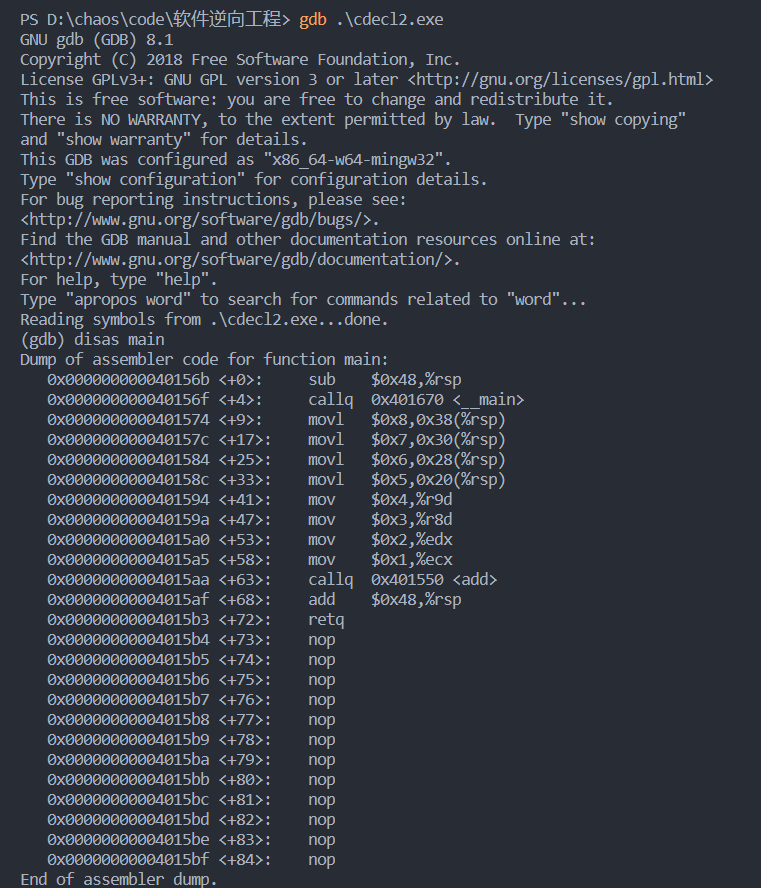 PS D:\chaos\code\软件逆向工程> gdb .\cdecl2.exe
GNU gdb (GDB) 8.1
Copyright (C) 2018 Free Software Foundation, Inc.
License GPLv3+: GNU GPL version 3 or later <http://gnu.org/licenses/gpl.html>
This is free software: you are free to change and redistribute it.
There is NO WARRANTY, to the extent permitted by law.  Type "show copying"
and "show warranty" for details.
This GDB was configured as "x86_64-w64-mingw32".
Type "show configuration" for configuration details.
For bug reporting instructions, please see:
<http://www.gnu.org/software/gdb/bugs/>.
Find the GDB manual and other documentation resources online at:
<http://www.gnu.org/software/gdb/documentation/>.
For help, type "help".
Type "apropos word" to search for commands related to "word"...
Reading symbols from .\cdecl2.exe...done.
(gdb) disas main
Dump of assembler code for function main:
   0x000000000040156b <+0>:     sub    $0x48,%rsp
   0x000000000040156f <+4>:     callq  0x401670 <__main>
   0x0000000000401574 <+9>:     movl   $0x8,0x38(%rsp)
   0x000000000040157c <+17>:    movl   $0x7,0x30(%rsp)
   0x0000000000401584 <+25>:    movl   $0x6,0x28(%rsp)
   0x000000000040158c <+33>:    movl   $0x5,0x20(%rsp)
   0x0000000000401594 <+41>:    mov    $0x4,%r9d
   0x000000000040159a <+47>:    mov    $0x3,%r8d
   0x00000000004015a0 <+53>:    mov    $0x2,%edx
   0x00000000004015a5 <+58>:    mov    $0x1,%ecx
   0x00000000004015aa <+63>:    callq  0x401550 <add>
   0x00000000004015af <+68>:    add    $0x48,%rsp
   0x00000000004015b3 <+72>:    retq
   0x00000000004015b4 <+73>:    nop
   0x00000000004015b5 <+74>:    nop
   0x00000000004015b6 <+75>:    nop
   0x00000000004015b7 <+76>:    nop
   0x00000000004015b8 <+77>:    nop
   0x00000000004015b9 <+78>:    nop
   0x00000000004015ba <+79>:    nop
   0x00000000004015bb <+80>:    nop
   0x00000000004015bc <+81>:    nop
   0x00000000004015bd <+82>:    nop
   0x00000000004015be <+83>:    nop
   0x00000000004015bf <+84>:    nop
End of assembler dump.